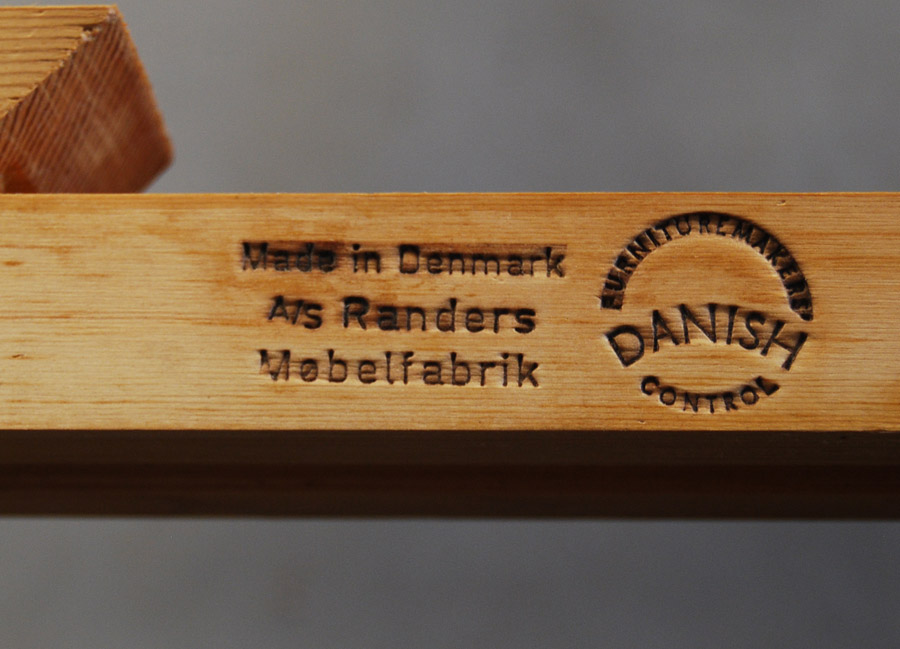 Made in Denmark
A/s Randers
Møbelfabrik
FURNITUREMAKERS
DANISH
CONTROL